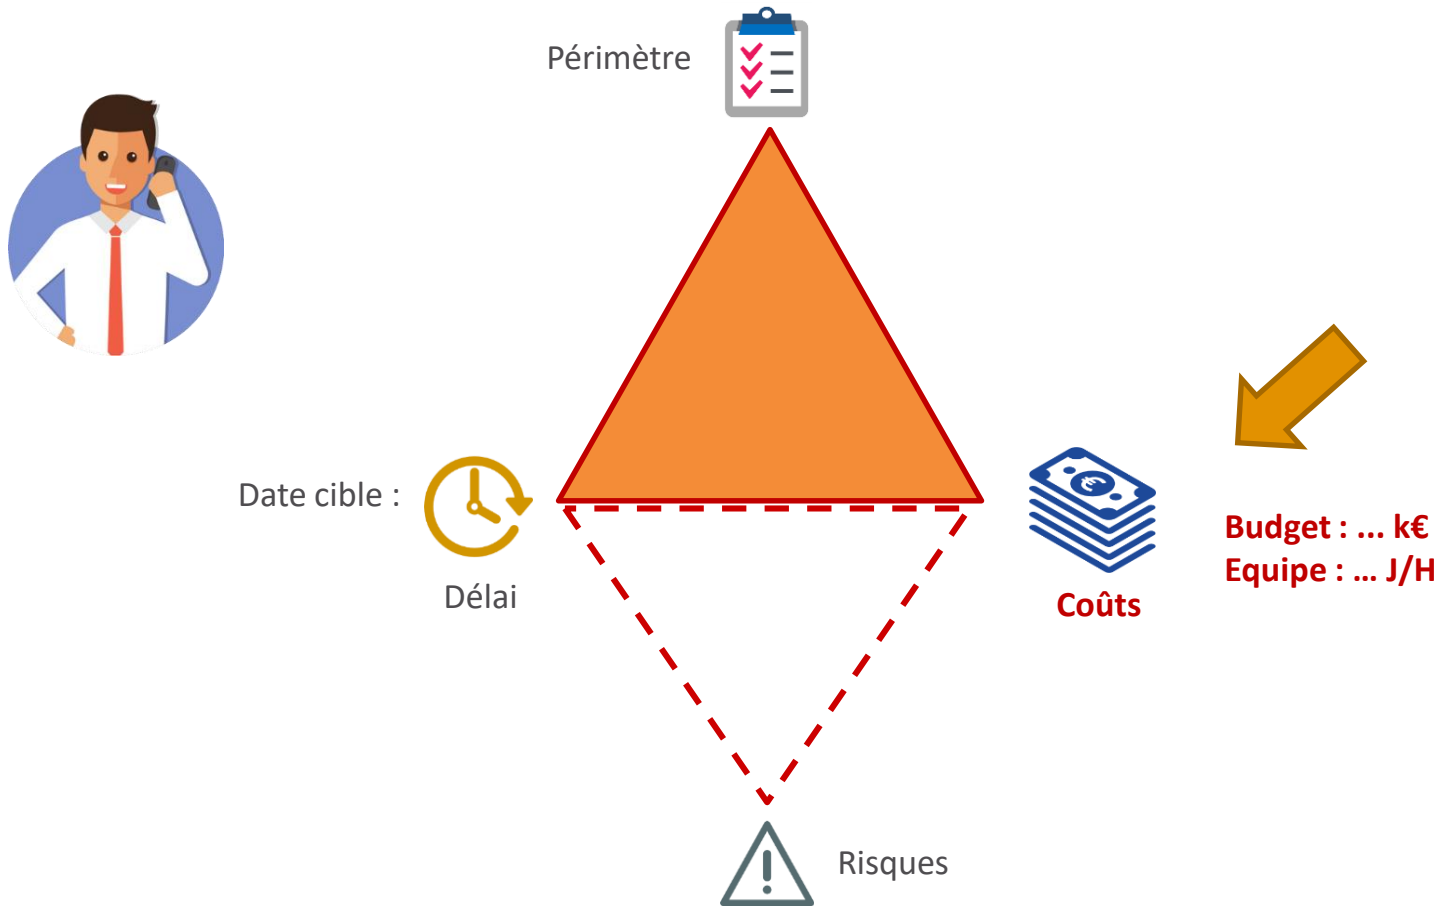 Périmètre
Date cible :
Délai
Budget : ... k€
Equipe : ... J/H
Coûts
Risques